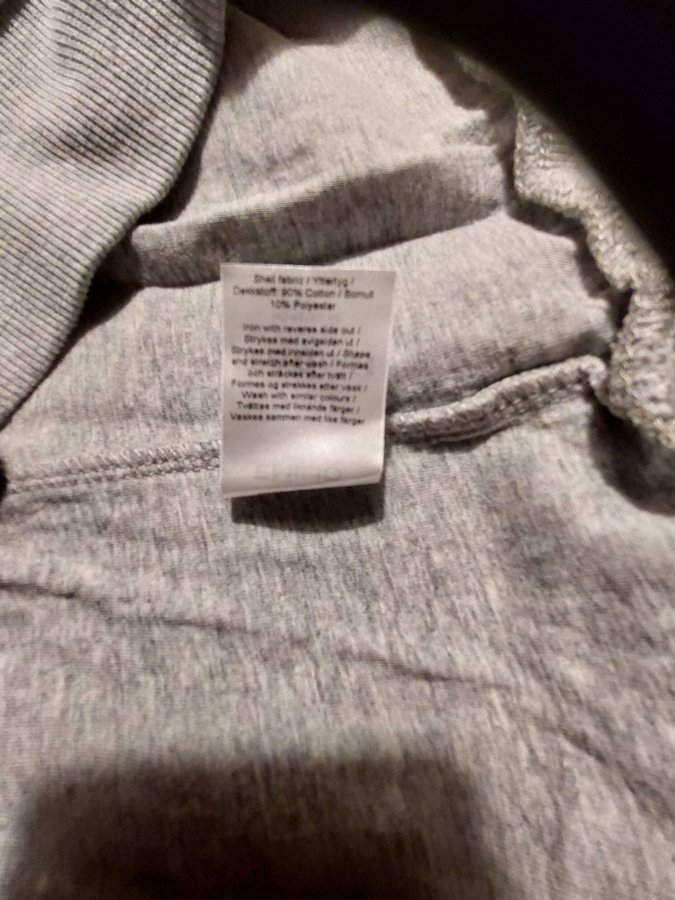 Shell fabric / Yttertyg /
Dekkstoff: 90% Cotton / Bomull
10% Polyester
Iron with reverse side out /
Strykes med avigsidan ut /
Strykes med innsiden ut / Shape
and stretch after wash / Formas
och sträckes efter tvätt /
Formes og strekkes etter vask /
Wash with similar colours /
Tvättas med liknande färger /
Vaskes sammen med like farger